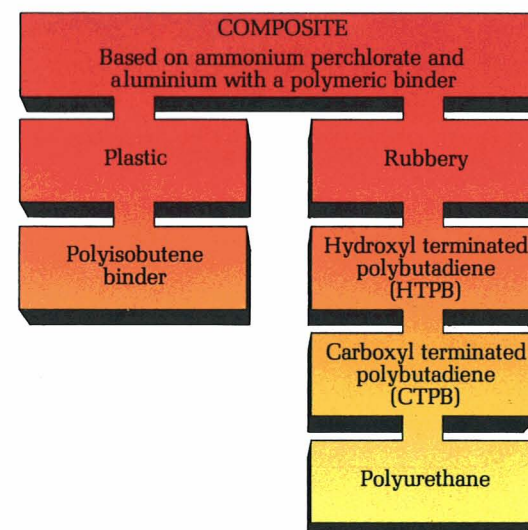 COMPOSITE
Based on ammonium perchlorate and
aluminium with a polymeric binder
Plastic
Rubbery
Polyisobutene
binder
Hydroxyl terminated
polybutadiene
(HTPB)
Carboxyl terminated
polybutadiene
(CTPB)
Polyurethane